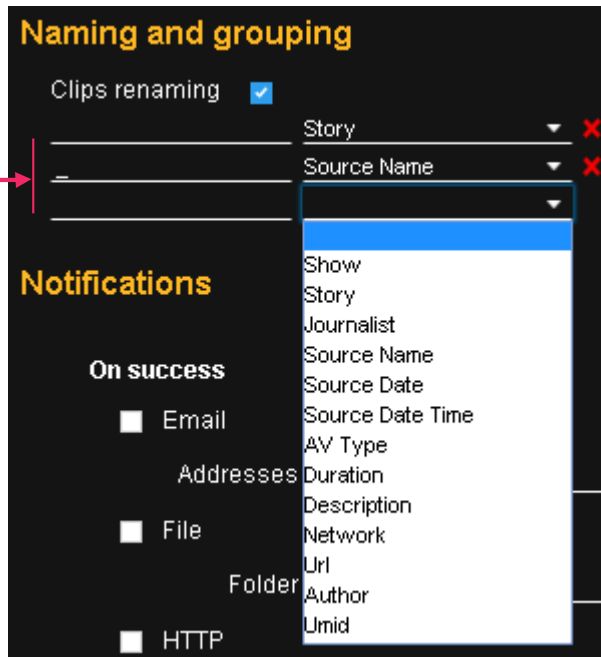 Naming and grouping
Clips renaming
Story
_ Source Name
Show
Story
Notifications
Journalist
Source Name
On success
Source Date
Email
Source Date Time
AV Type
Addresses
Duration
Description
File
Network
Url
Folder
Author
Umid
HTTP